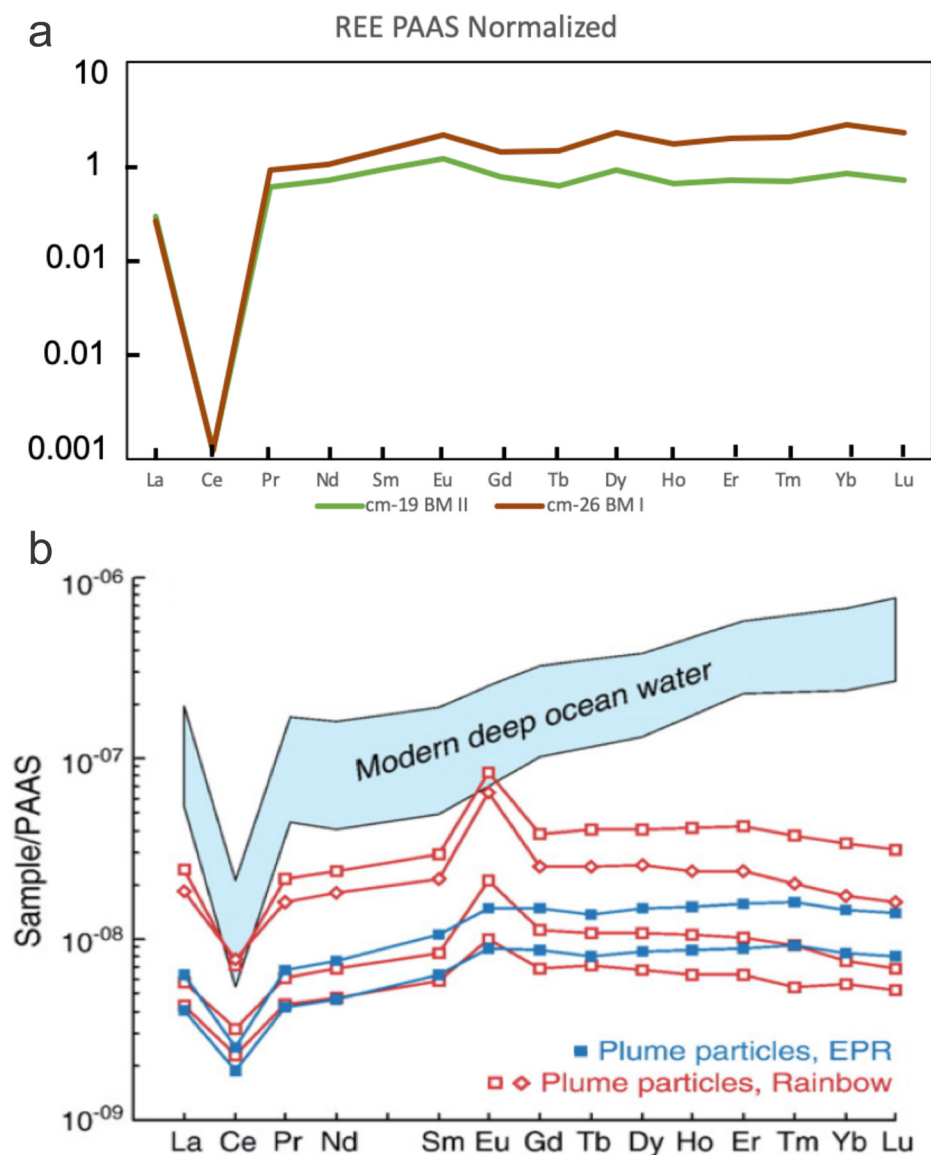 a
REE PAAS Normalized
10
1
0.01
0.01
0.001
La Ce Pr Nd Sm Eu Gd Tb Dy Ho Er Tm Yb Lu
cm-19 BM II cm-26 BM I
b
Sample/PAAS
10-06
10-07
10-08
10-09
Modern deep ocean water
Plume particles, EPR
Plume particles, Rainbow
La Ce Pr Nd Sm Eu Gd Tb Dy Ho Er Tm Yb Lu